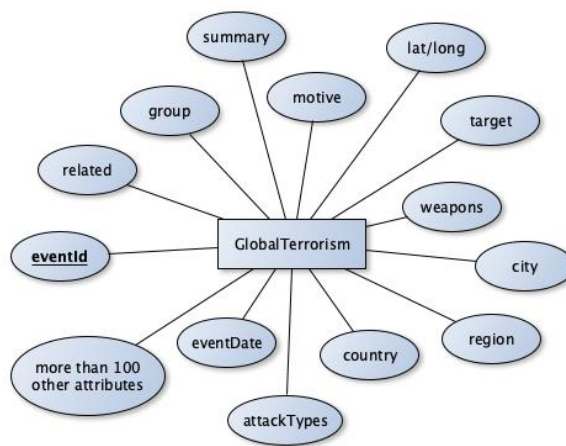 summary
lat/long
motive
group
target
related
weapons
GlobalTerrorism
eventId
city
region
eventDate
country
more than 100
other attributes
attackTypes